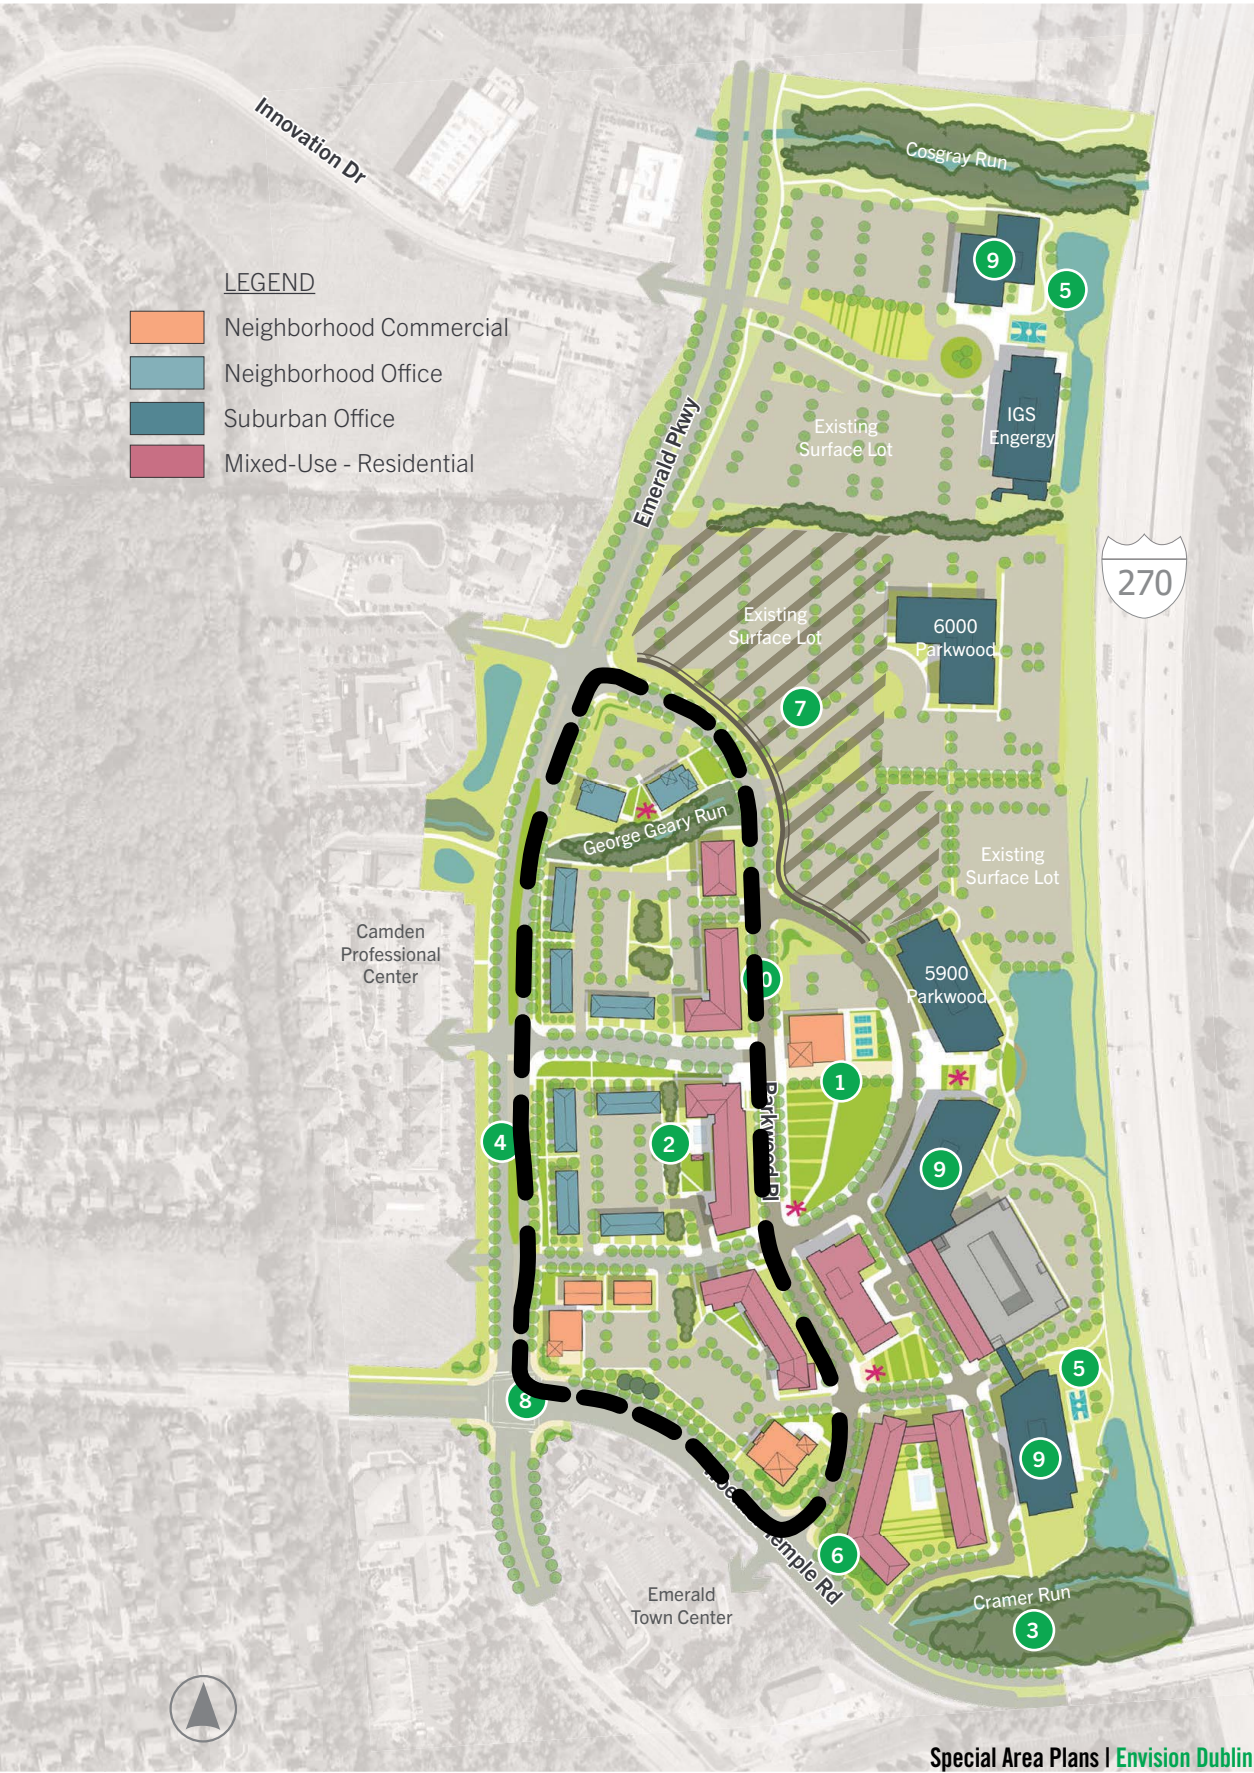 Innovation Dr
Cosgray Run
9
5
LEGEND
Neighborhood Commercial
Neighborhood Office
Suburban Office
Mixed-Use - Residential
Emerald Pkwy
IGS
Engergy
Existing
Surface Lot
270
Existing
Surface Lot
6000
Parkwood
7
George Geary Run
Existing
Surface Lot
Camden
Professional
Center
5900
Parkwood
0
1
Parkwood Pl
4
2
9
5
8
9
6
Temple Rd
Emerald
Town Center
Cramer Run
3
Special Area Plans | Envision Dublin